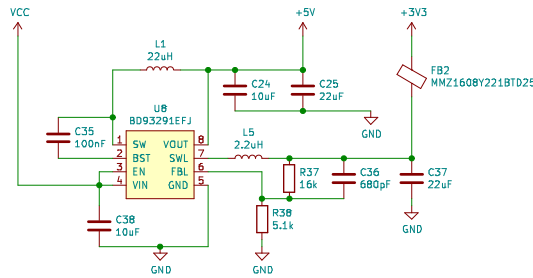 VCC
+5V
+3V3
L1
22uH
FB2
MMZ1608Y221BTD25
C24
10uF
C25
22uF
GND
U8
BD93291EFJ
C35
100nF
1 SW VOUT 8
2 BST SWL 7
3 EN FBL 6
4 VIN GND 5
L5
2.2uH
R37
16k
C36
680pF
C37
22uF
C38
10uF
R38
5.1k
GND
GND
GND